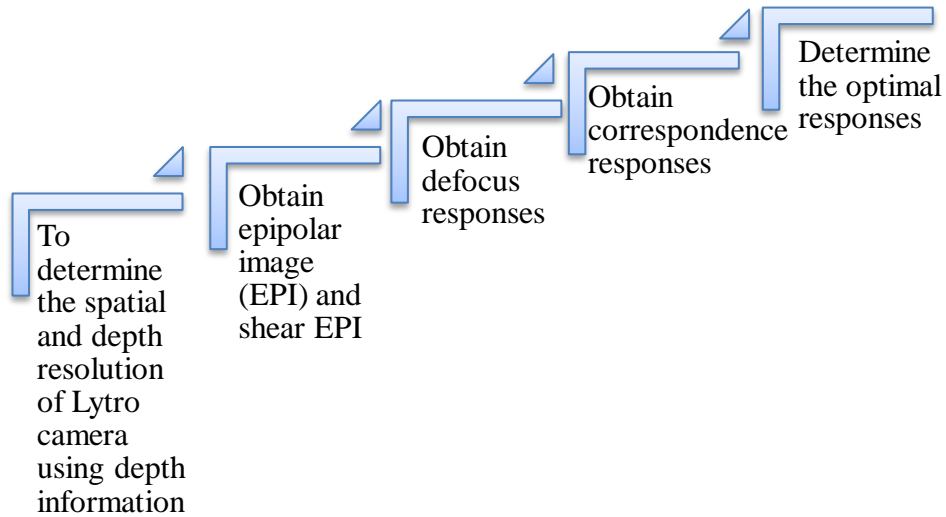 To
determine
the spatial
and depth
resolution
of Lytro
camera
using depth
information
Obtain
epipolar
image
(EPI) and
shear EPI
Obtain
defocus
responses
Obtain
correspondence
responses
Determine
the optimal
responses